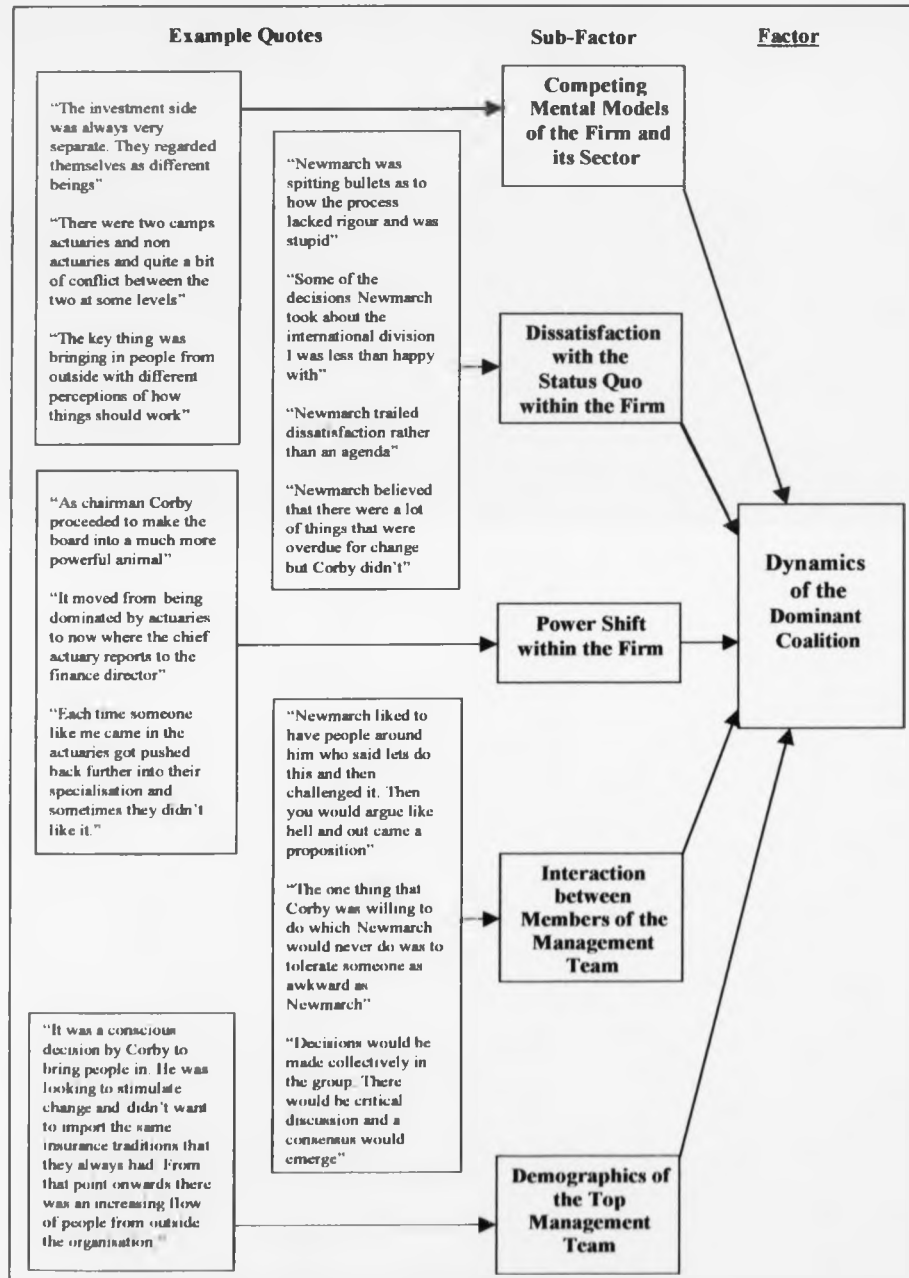 Example Quotes
Sub-Factor
Factor
“The investment side
was always very
separate. They regarded
themselves as different
beings”
“There were two camps
actuaries and non
actuaries and quite a bit
of conflict between the
two at some levels”
“The key thing was
bringing in people from
outside with different
perceptions of how
things should work”
“Newmarch was
spitting bullets as to
how the process
lacked rigour and was
stupid”
“Some of the
decisions Newmarch
took about the
international division
I was less than happy
with”
“Newmarch trailed
dissatisfaction rather
than an agenda”
“Newmarch believed
that there were a lot
of things that were
overdue for change
but Corby didn’t”
“As chairman Corby
proceeded to make the
board into a much more
powerful animal”
“It moved from being
dominated by actuaries
to now where the chief
actuary reports to the
finance director”
“Each time someone
like me came in the
actuaries got pushed
back further into their
specialisation and
sometimes they didn’t
like it.”
“Newmarch liked to
have people around
him who said lets do
this and then
challenged it. Then
you would argue like
hell and out came a
proposition”
“The one thing that
Corby was willing to
do which Newmarch
would never do was to
tolerate someone as
awkward as
Newmarch”
“Decisions would be
made collectively in
the group. There
would be critical
discussion and a
consensus would
emerge”
“It was a conscious
decision by Corby to
bring people in. He was
looking to stimulate
change and didn’t want
to import the same
insurance traditions that
they always had. From
that point onwards there
was an increasing flow
of people from outside
the organisation.”
Competing
Mental Models
of the Firm and
its Sector
Dissatisfaction
with the
Status Quo
within the Firm
Power Shift
within the Firm
Interaction
between
Members of the
Management
Team
Demographics of
the Top
Management
Team
Dynamics
of the
Dominant
Coalition